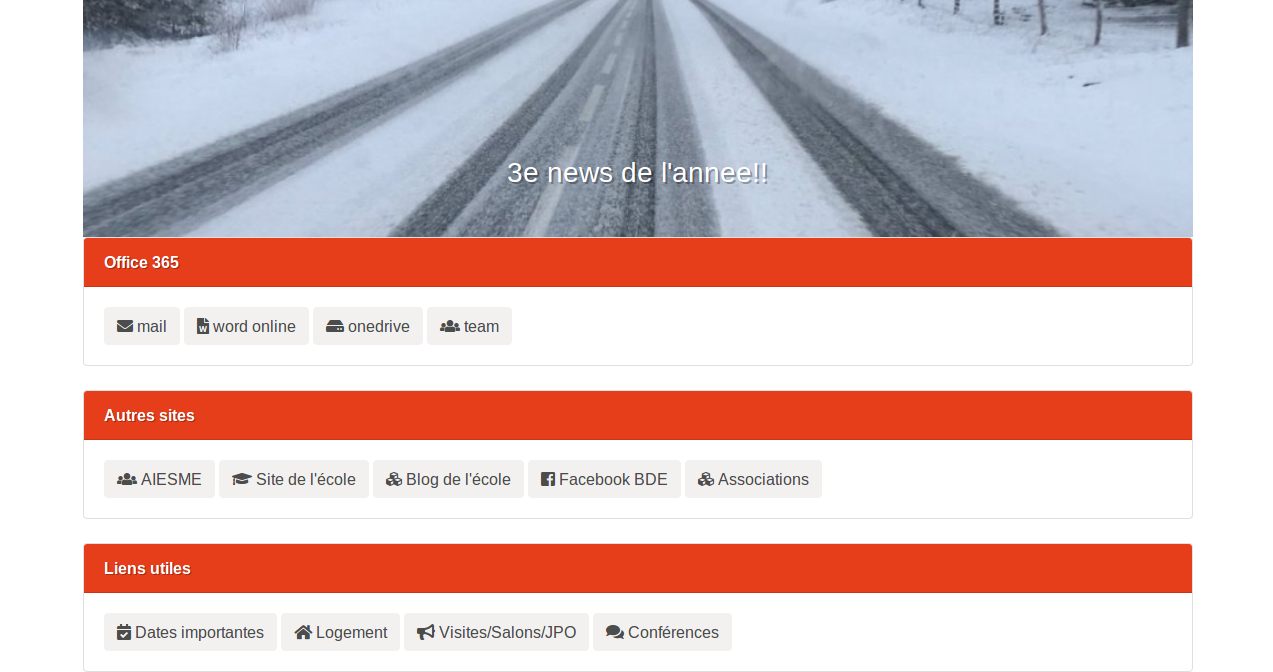 3e news de l'annee!!
Office 365
mail word online onedrive team
Autres sites
AIESME Site de l'école Blog de l'école Facebook BDE Associations
Liens utiles
Dates importantes Logement Visites/Salons/JPO Conférences